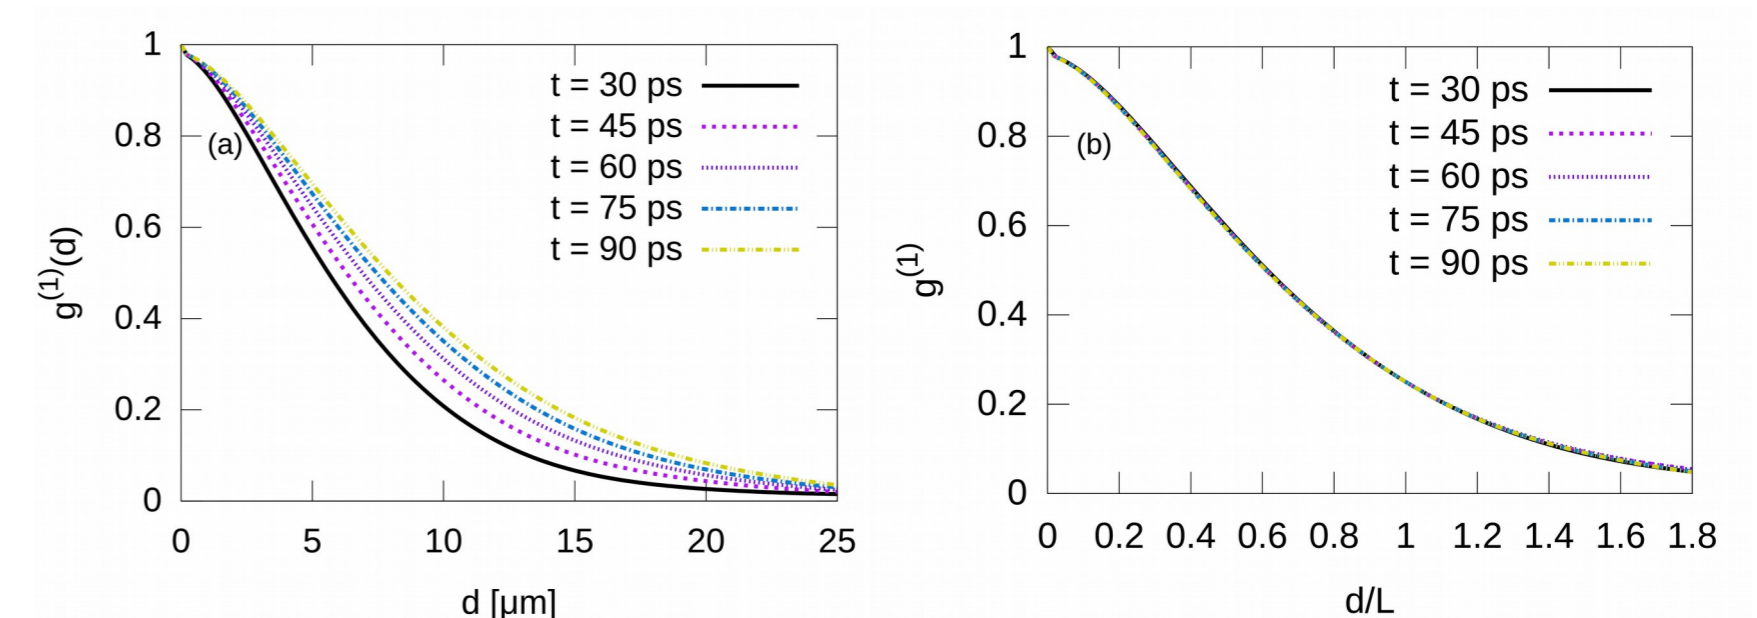 1
0.8
0.6
0.4
0.2
0
g(1)(d)
(a)
t = 30 ps
t = 45 ps
t = 60 ps
t = 75 ps
t = 90 ps
0 5 10 15 20 25
d [μm]
1
0.8
0.6
0.4
0.2
0
g(1)
(b)
t = 30 ps
t = 45 ps
t = 60 ps
t = 75 ps
t = 90 ps
0 0.2 0.4 0.6 0.8 1 1.2 1.4 1.6 1.8
d/L